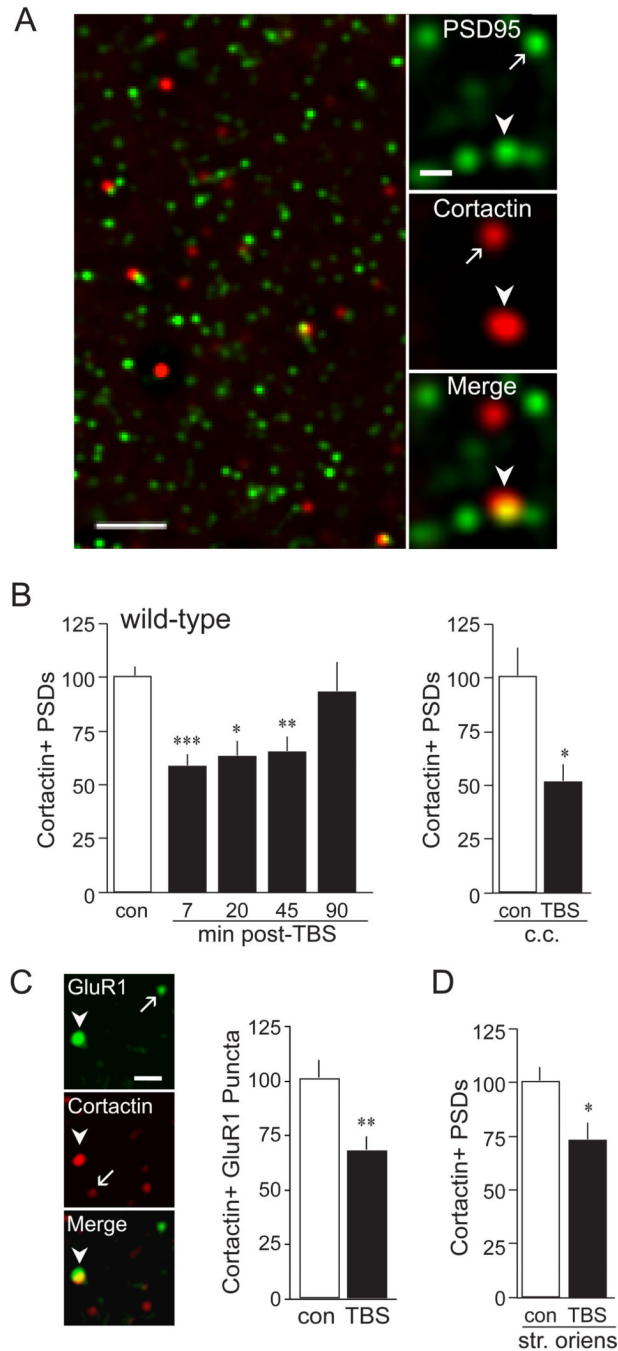 A
PSD95
Cortactin
Merge
B
wild-type
Cortactin+ PSDs
125
100
75
50
25
0
***
*
**
con
7 20 45 90
min post-TBS
Cortactin+ PSDs
125
100
75
50
25
0
*
con TBS
c.c.
C
GluR1
Cortactin
Merge
Cortactin+ GluR1 Puncta
125
100
75
50
25
0
**
con TBS
D
Cortactin+ PSDs
125
100
75
50
25
0
*
con TBS
str. oriens